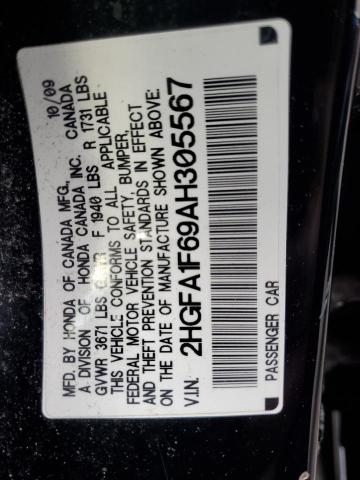 MFD. BY HONDA OF CANADA MFG., 10/09
A DIVISION OF HONDA CANADA INC. CANADA
GVWR 3671 LBS F 1940 LBS R 1731 LBS
THIS VEHICLE CONFORMS TO ALL APPLICABLE
FEDERAL MOTOR VEHICLE SAFETY, BUMPER,
AND THEFT PREVENTION STANDARDS IN EFFECT
ON THE DATE OF MANUFACTURE SHOWN ABOVE.
V.I.N. 2HGFA1F69AH305567
PASSENGER CAR